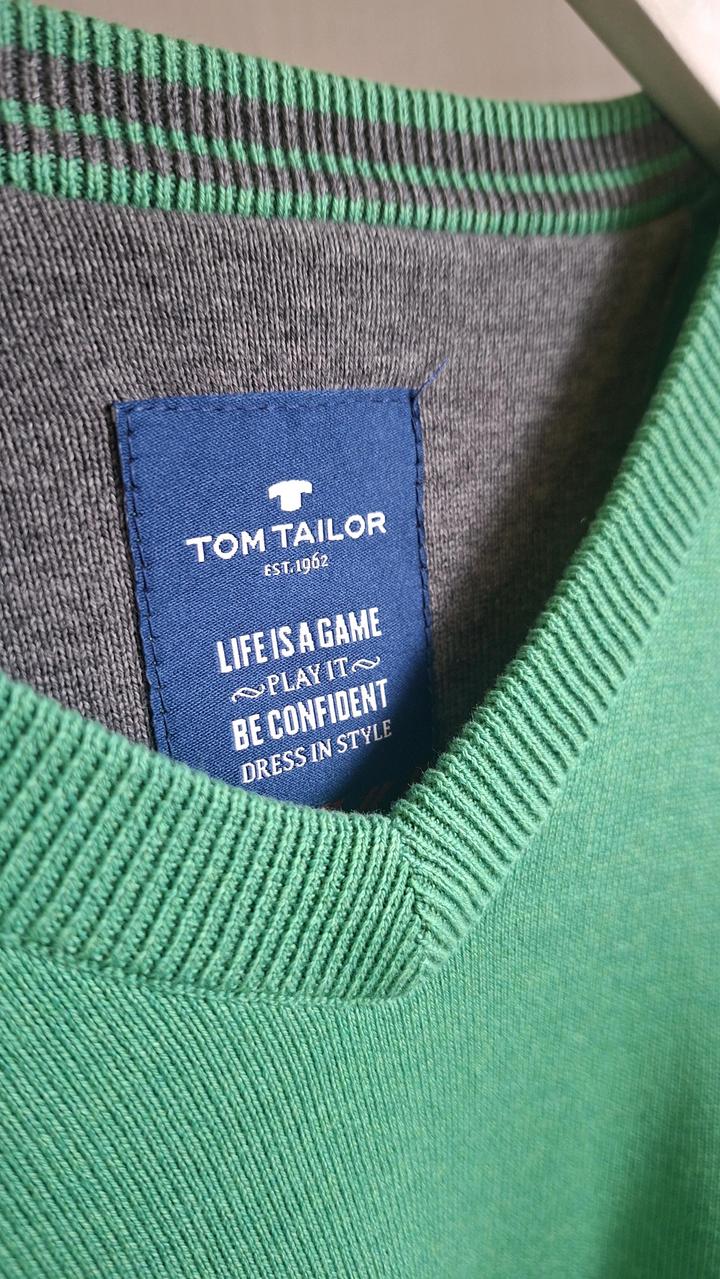 TOM TAILOR
EST.1962
LIFE IS A GAME
PLAY IT
BE CONFIDENT
DRESS IN STYLE